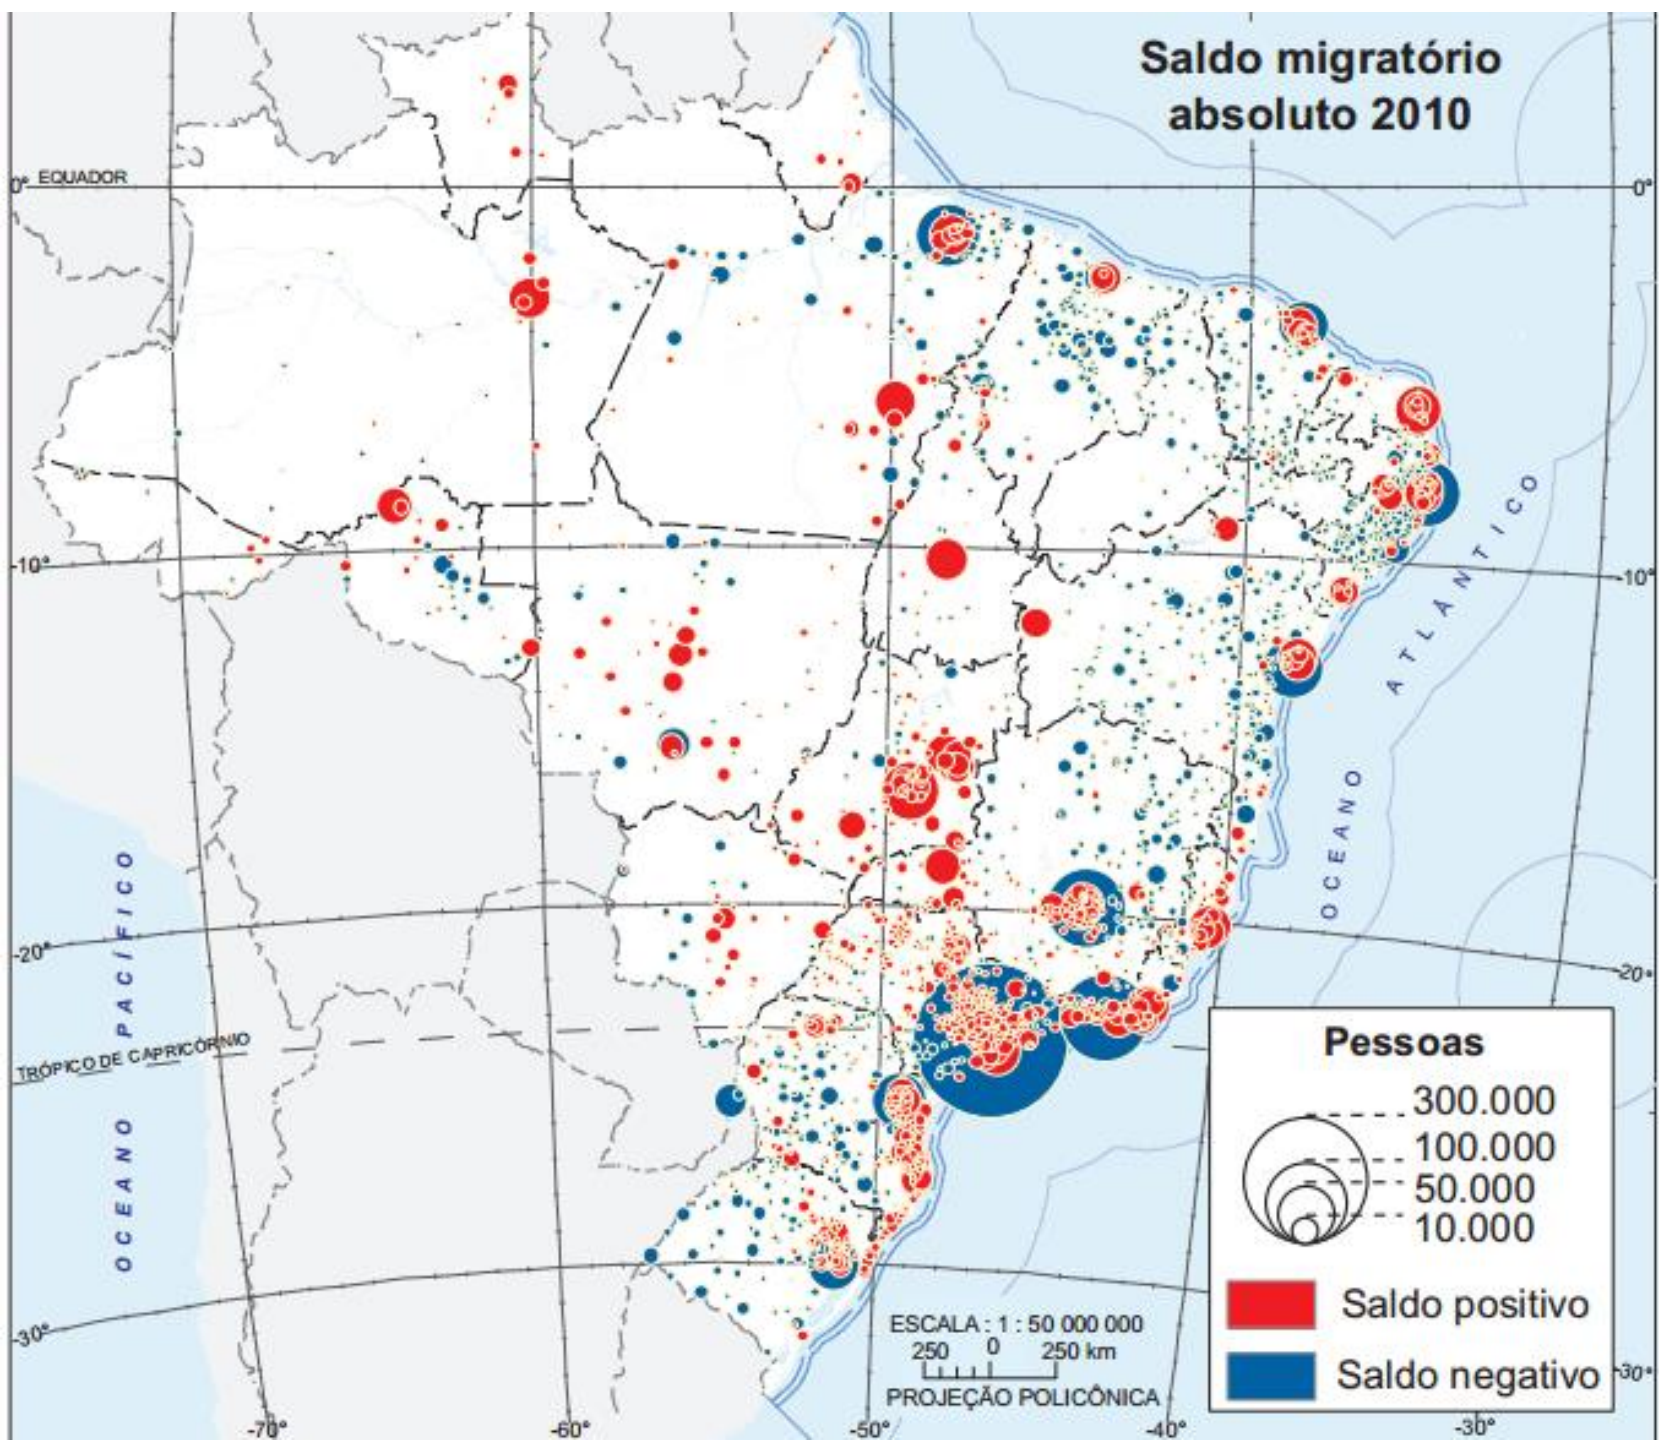 Saldo migratório
absoluto 2010
0° EQUADOR 0°
-10° -10°
-20° -20°
TRÓPICO DE CAPRICÓRNIO
-30° -30°
OCEANO PACÍFICO
OCEANO ATLÂNTICO
Pessoas
300.000
100.000
50.000
10.000
Saldo positivo
Saldo negativo
ESCALA : 1 : 50 000 000
250 0 250 km
PROJEÇÃO POLICÔNICA
-70° -60° -50° -40° -30°